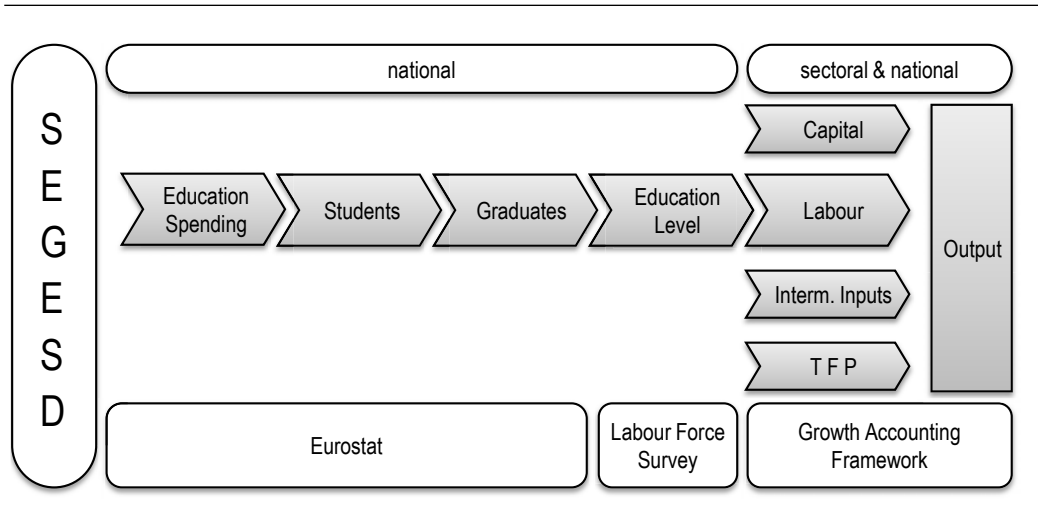 S
E
G
E
S
D
national
sectoral & national
Capital
Education
Spending
Students
Graduates
Education
Level
Labour
Output
Interm. Inputs
T F P
Eurostat
Labour Force
Survey
Growth Accounting
Framework